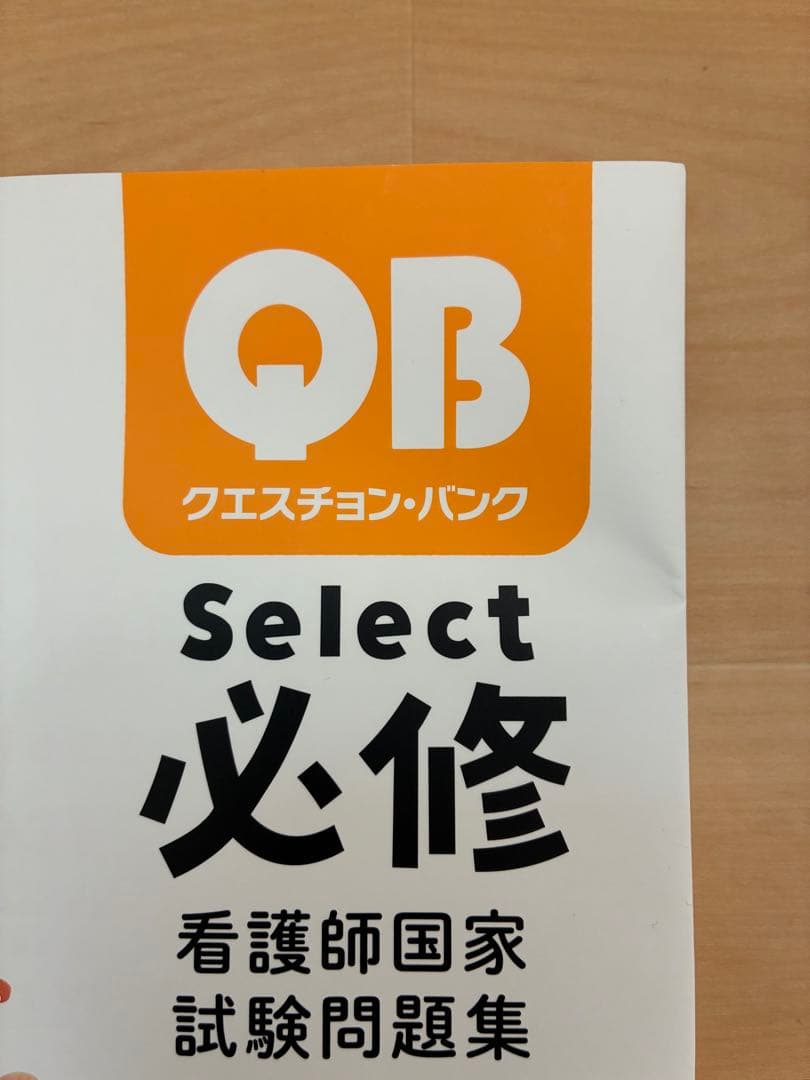 QB
クエスチョン・バンク
Select
必修
看護師国家
試験問題集